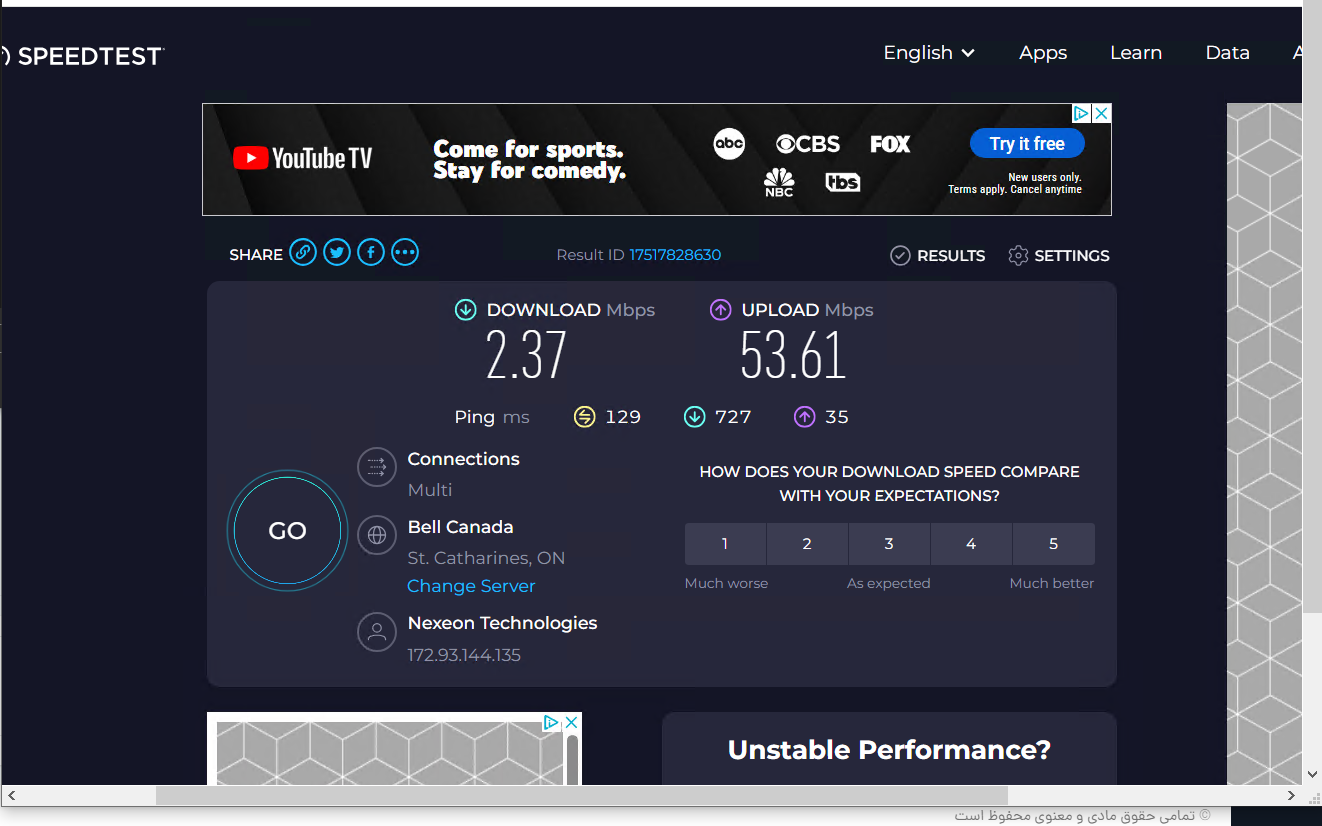 SPEEDTEST
English
Apps
Learn
Data
YouTube TV
Come for sports.
Stay for comedy.
abc
CBS
FOX
NBC
tbs
Try it free
New users only.
Terms apply. Cancel anytime
SHARE
Result ID 17517828630
RESULTS
SETTINGS
DOWNLOAD Mbps
2.37
UPLOAD Mbps
53.61
Ping ms
129
727
35
GO
Connections
Multi
Bell Canada
St. Catharines, ON
Change Server
Nexeon Technologies
172.93.144.135
HOW DOES YOUR DOWNLOAD SPEED COMPARE
WITH YOUR EXPECTATIONS?
1
2
3
4
5
Much worse
As expected
Much better
Unstable Performance?
© تمامی حقوق مادی و معنوی محفوظ است